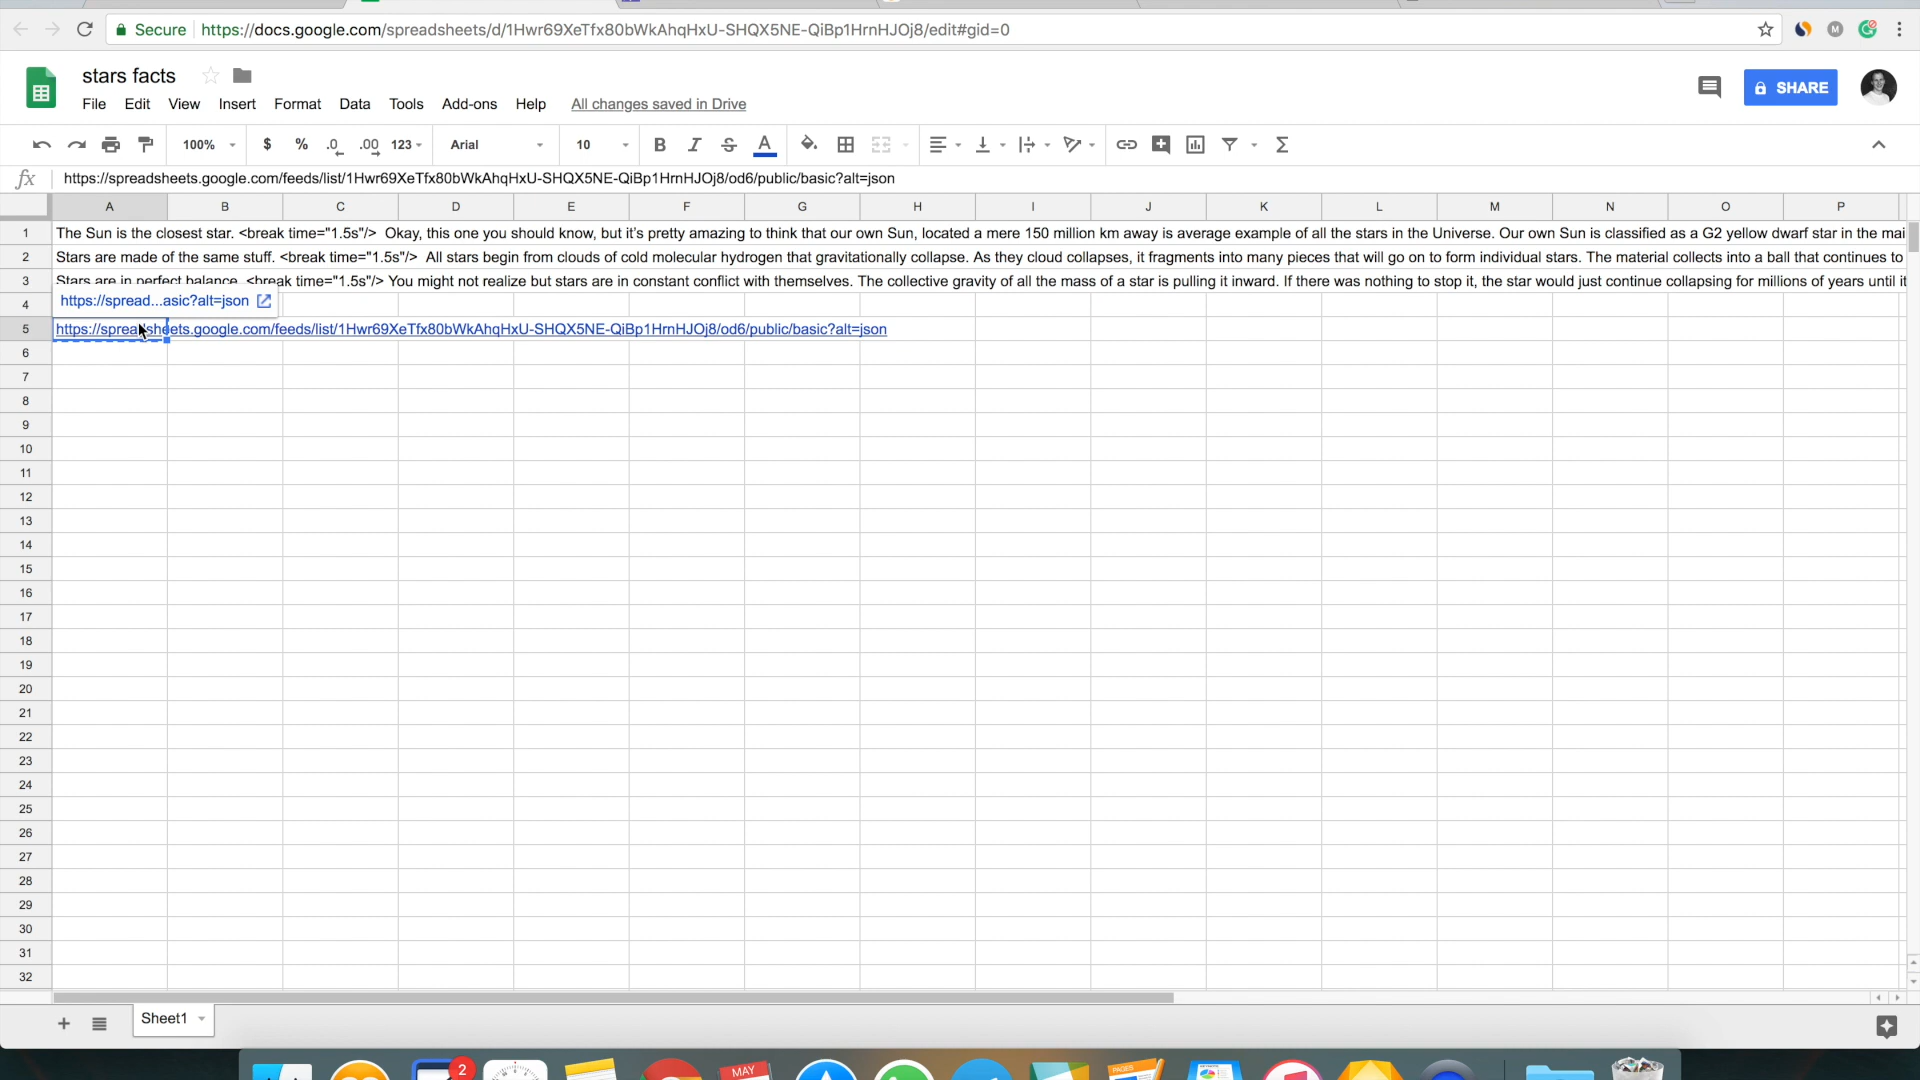 Secure https://docs.google.com/spreadsheets/d/1Hwr69XeTfx80bWkAhqHxU-SHQX5NE-QiBp1HrnHJOj8/edit#gid=0
M
stars facts
File Edit View Insert Format Data Tools Add-ons Help All changes saved in Drive
SHARE
100% $ % .0 .00 123 Arial 10 B I S A Σ
fx https://spreadsheets.google.com/feeds/list/1Hwr69XeTfx80bWkAhqHxU-SHQX5NE-QiBp1HrnHJOj8/od6/public/basic?alt=json
A B C D E F G H I J K L M N O P
1 The Sun is the closest star. <break time="1.5s"/> Okay, this one you should know, but it's pretty amazing to think that our own Sun, located a mere 150 million km away is average example of all the stars in the Universe. Our own Sun is classified as a G2 yellow dwarf star in the mai
2 Stars are made of the same stuff. <break time="1.5s"/> All stars begin from clouds of cold molecular hydrogen that gravitationally collapse. As they cloud collapses, it fragments into many pieces that will go on to form individual stars. The material collects into a ball that continues to
3 Stars are in perfect balance. <break time="1.5s"/> You might not realize but stars are in constant conflict with themselves. The collective gravity of all the mass of a star is pulling it inward. If there was nothing to stop it, the star would just continue collapsing for millions of years until it
4 https://spread...asic?alt=json
5 https://spreadsheets.google.com/feeds/list/1Hwr69XeTfx80bWkAhqHxU-SHQX5NE-QiBp1HrnHJOj8/od6/public/basic?alt=json
6
7
8
9
10
11
12
13
14
15
16
17
18
19
20
21
22
23
24
25
26
27
28
29
30
31
32
Sheet1
2 MAY PAGES